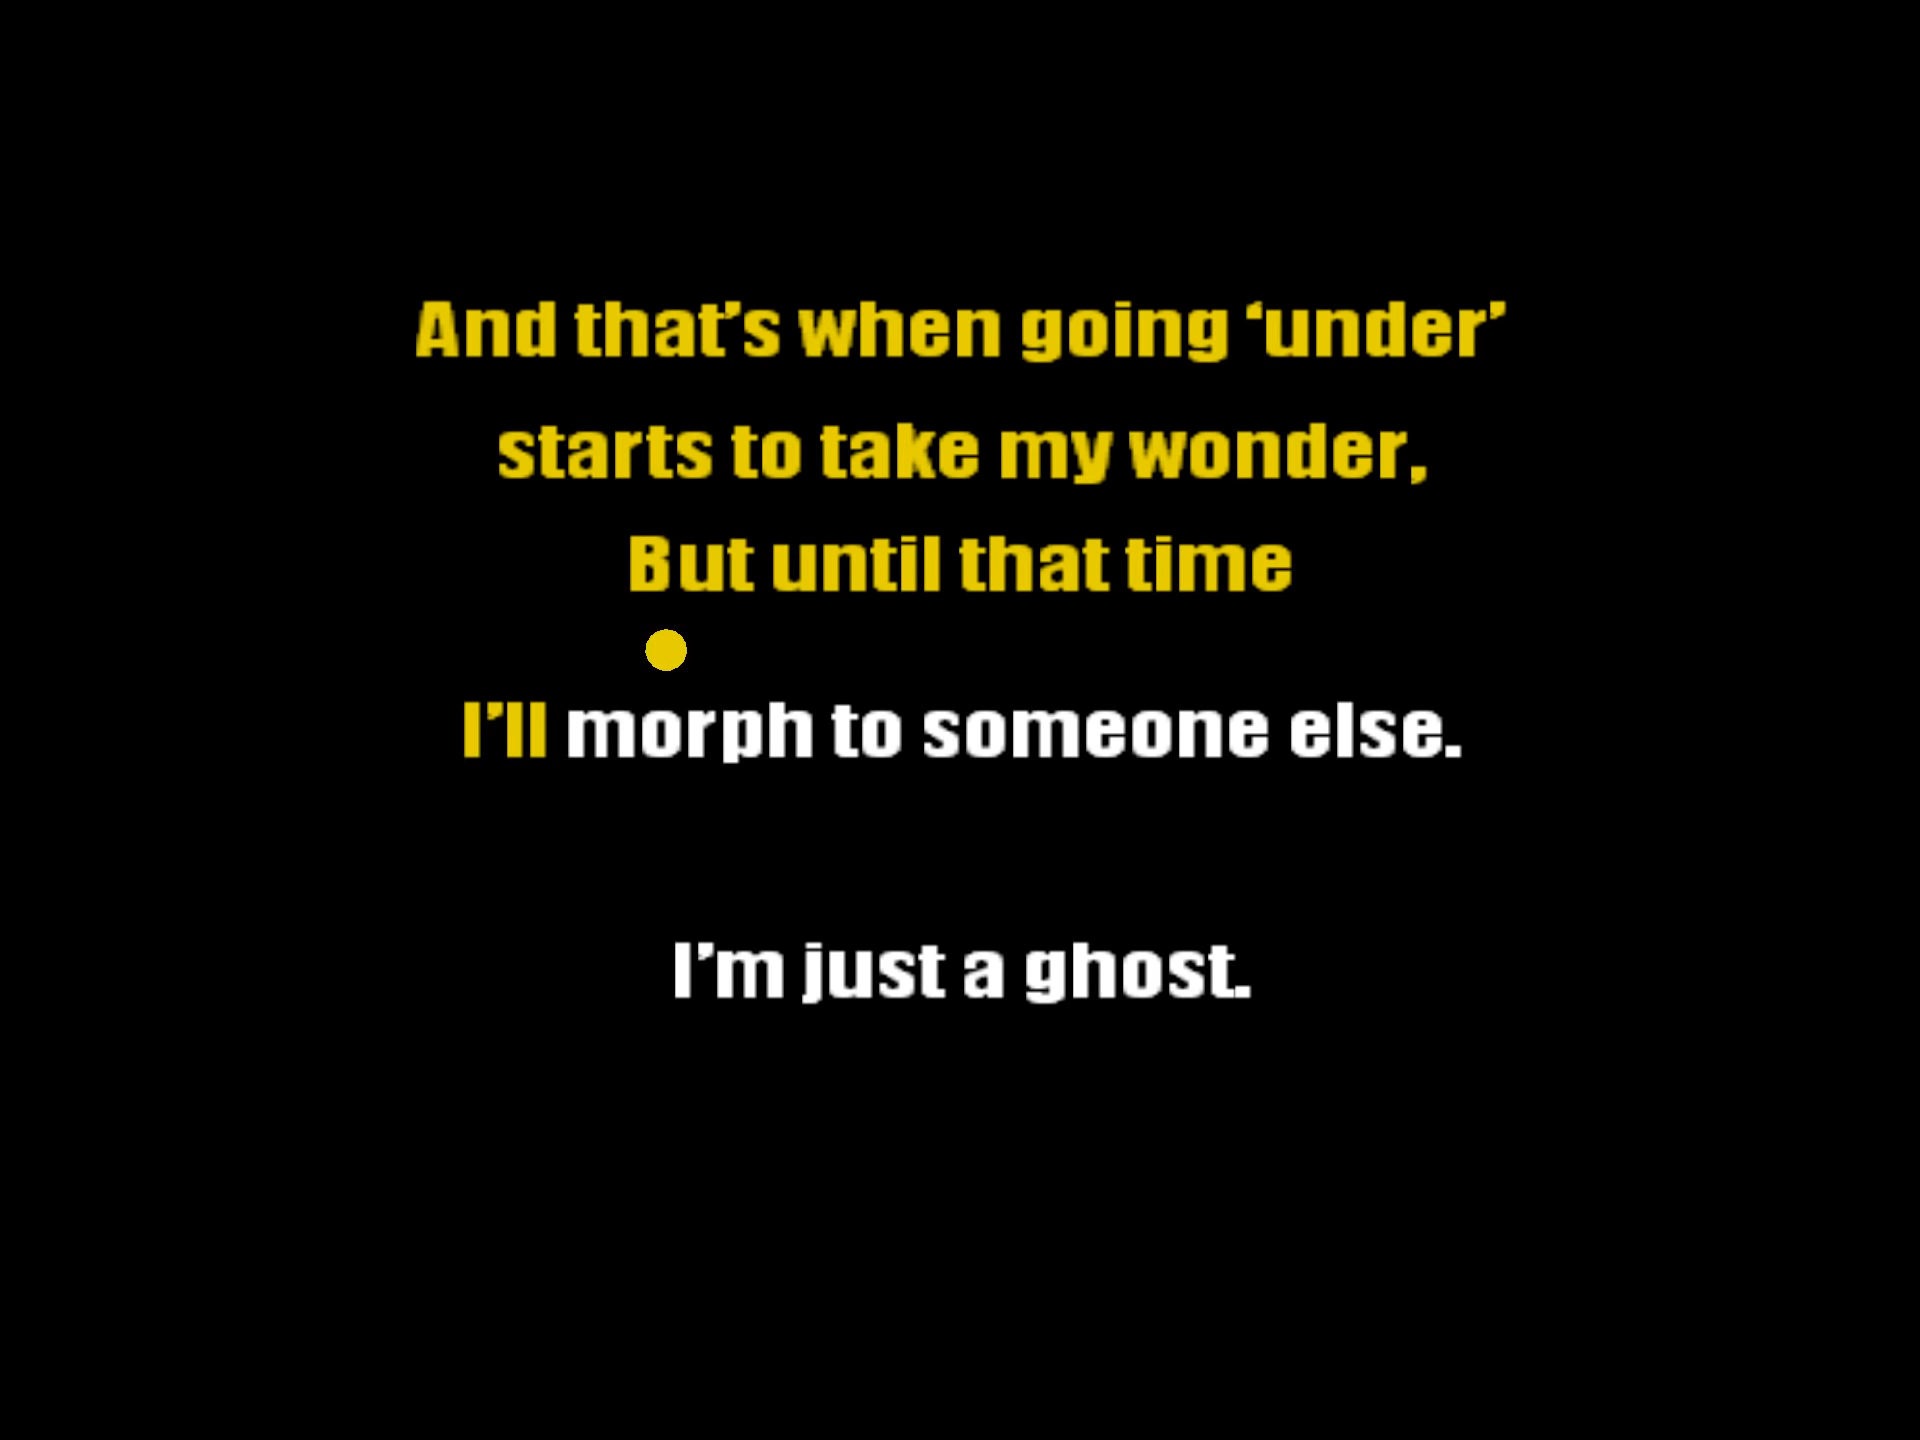 And that’s when going ‘under’
starts to take my wonder,
But until that time
I’ll morph to someone else.
I’m just a ghost.